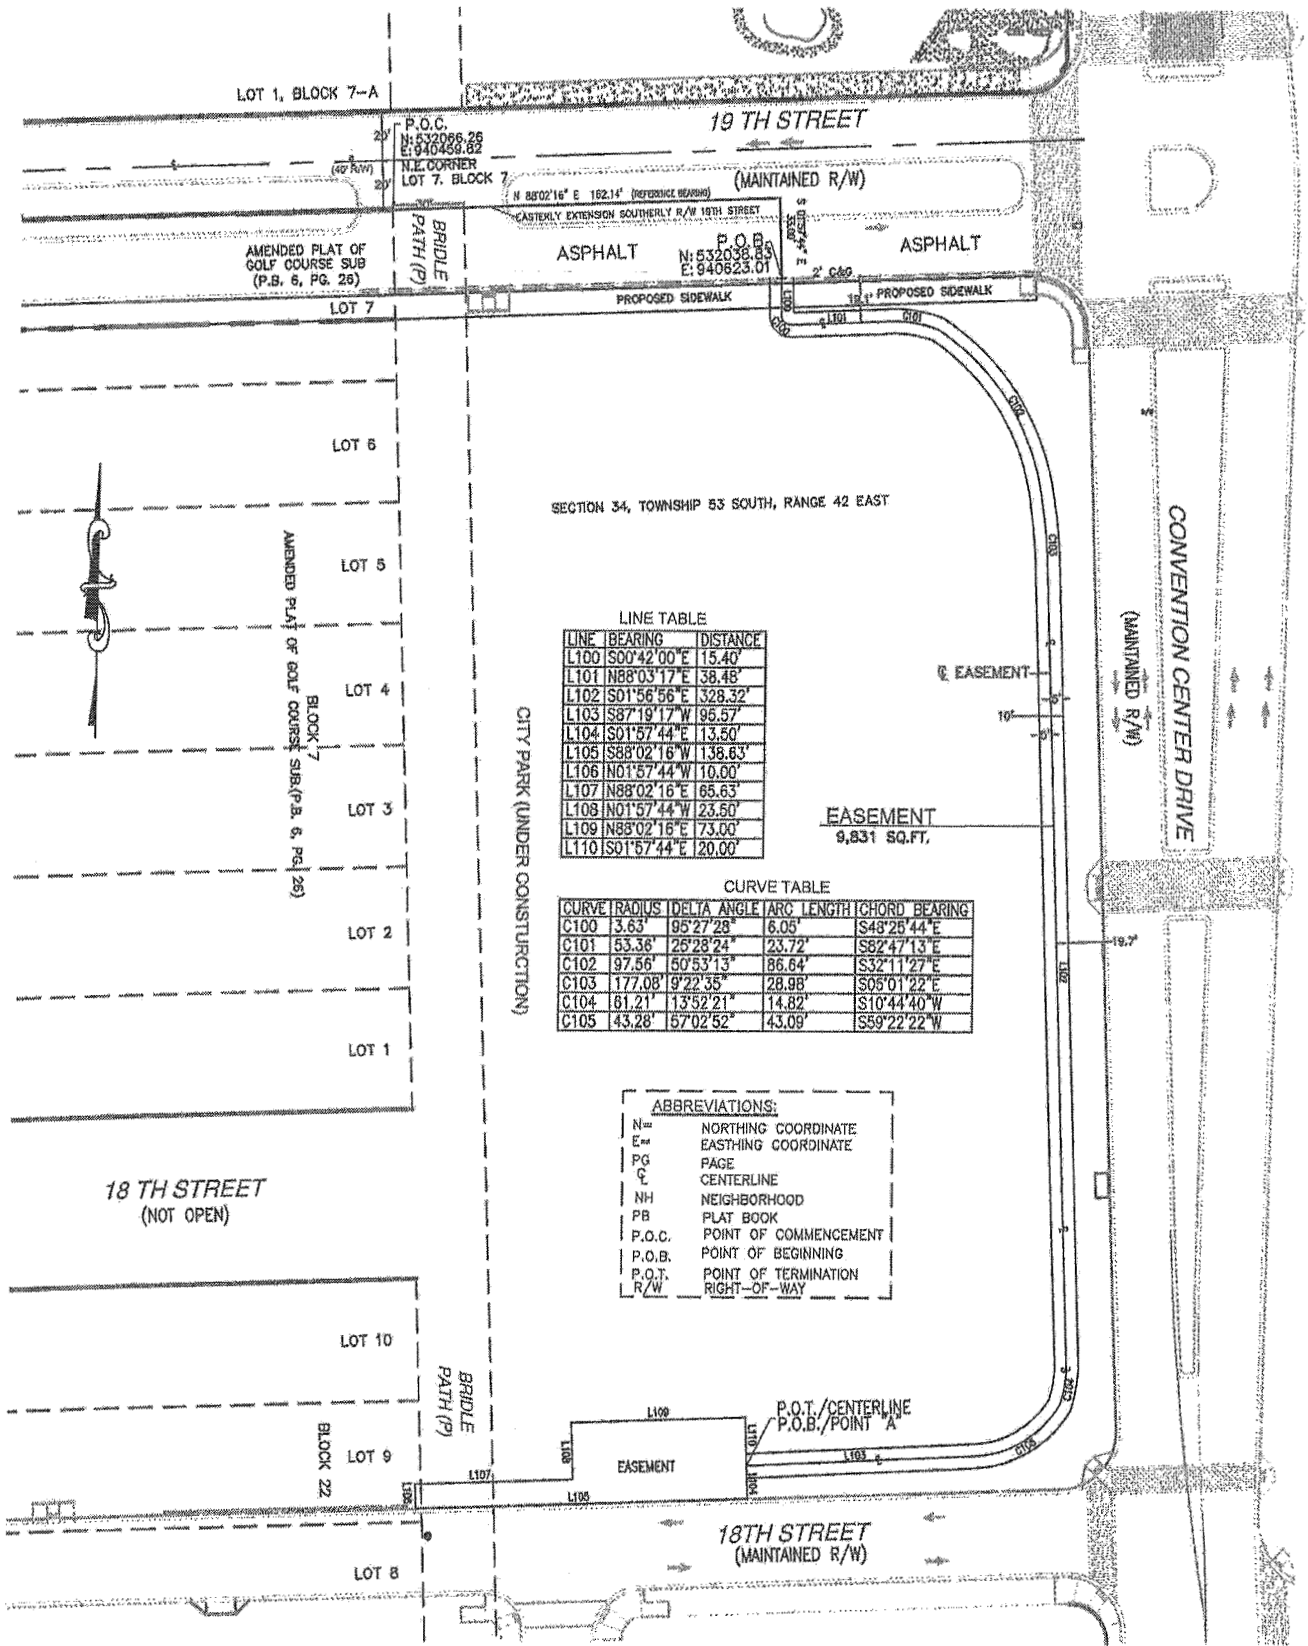 LOT 1, BLOCK 7-A
19 TH STREET
20'
P.O.C.
N:532066.26
E:940459.82
N.E. CORNER
LOT 7, BLOCK 7
(40' R/W)
20'
(MAINTAINED R/W)
N 88°02'16" E 162.14' (REFERENCE BEARING)
EASTERLY EXTENSION SOUTHERLY R/W 19TH STREET
30'
BRIDLE
PATH (P)
AMENDED PLAT OF
GOLF COURSE SUB
(P.B. 6, PG. 26)
ASPHALT
P.O.B.
N:532038.83
E:940623.01
S 01°57'44" E
ASPHALT
2' C&G
LOT 7
PROPOSED SIDEWALK
L100
PROPOSED SIDEWALK
C100
L101
C101
C102
LOT 6
SECTION 34, TOWNSHIP 53 SOUTH, RANGE 42 EAST
C103
LOT 5
AMENDED PLAT OF GOLF COURSE SUB.(P.B. 6, PG. 26)
BLOCK 7
LOT 4
LOT 3
LOT 2
LOT 1
CITY PARK (UNDER CONSTURCTION)
LINE TABLE
LINE BEARING DISTANCE
L100 S00°42'00"E 15.40'
L101 N88°03'17"E 38.48'
L102 S01°56'56"E 328.32'
L103 S87°19'17"W 95.57'
L104 S01°57'44"E 13.50'
L105 S88°02'16"W 138.63'
L106 N01°57'44"W 10.00'
L107 N88°02'16"E 65.63'
L108 N01°57'44"W 23.50'
L109 N88°02'16"E 73.00'
L110 S01°57'44"E 20.00'
℄ EASEMENT
5'
10'
5'
EASEMENT
9,831 SQ.FT.
CONVENTION CENTER DRIVE
(MAINTAINED R/W)
CURVE TABLE
CURVE RADIUS DELTA ANGLE ARC LENGTH CHORD BEARING
C100 3.63' 95°27'28" 6.05' S48°25'44"E
C101 53.36' 25°28'24" 23.72' S82°47'13"E
C102 97.56' 50°53'13" 86.64' S32°11'27"E
C103 177.08' 9°22'35" 28.98' S05°01'22"E
C104 61.21' 13°52'21" 14.82' S10°44'40"W
C105 43.28' 57°02'52" 43.09' S59°22'22"W
19.7'
L102
ABBREVIATIONS:
N= NORTHING COORDINATE
E= EASTHING COORDINATE
PG PAGE
℄ CENTERLINE
NH NEIGHBORHOOD
PB PLAT BOOK
P.O.C. POINT OF COMMENCEMENT
P.O.B. POINT OF BEGINNING
P.O.T. POINT OF TERMINATION
R/W RIGHT-OF-WAY
18 TH STREET
(NOT OPEN)
LOT 10
BRIDLE
PATH (P)
BLOCK 22
LOT 9
L109
P.O.T./CENTERLINE
P.O.B./POINT "A"
C104
L110
C105
L108
EASEMENT
L103
℄
L107
L104
L106
L105
18TH STREET
(MAINTAINED R/W)
LOT 8